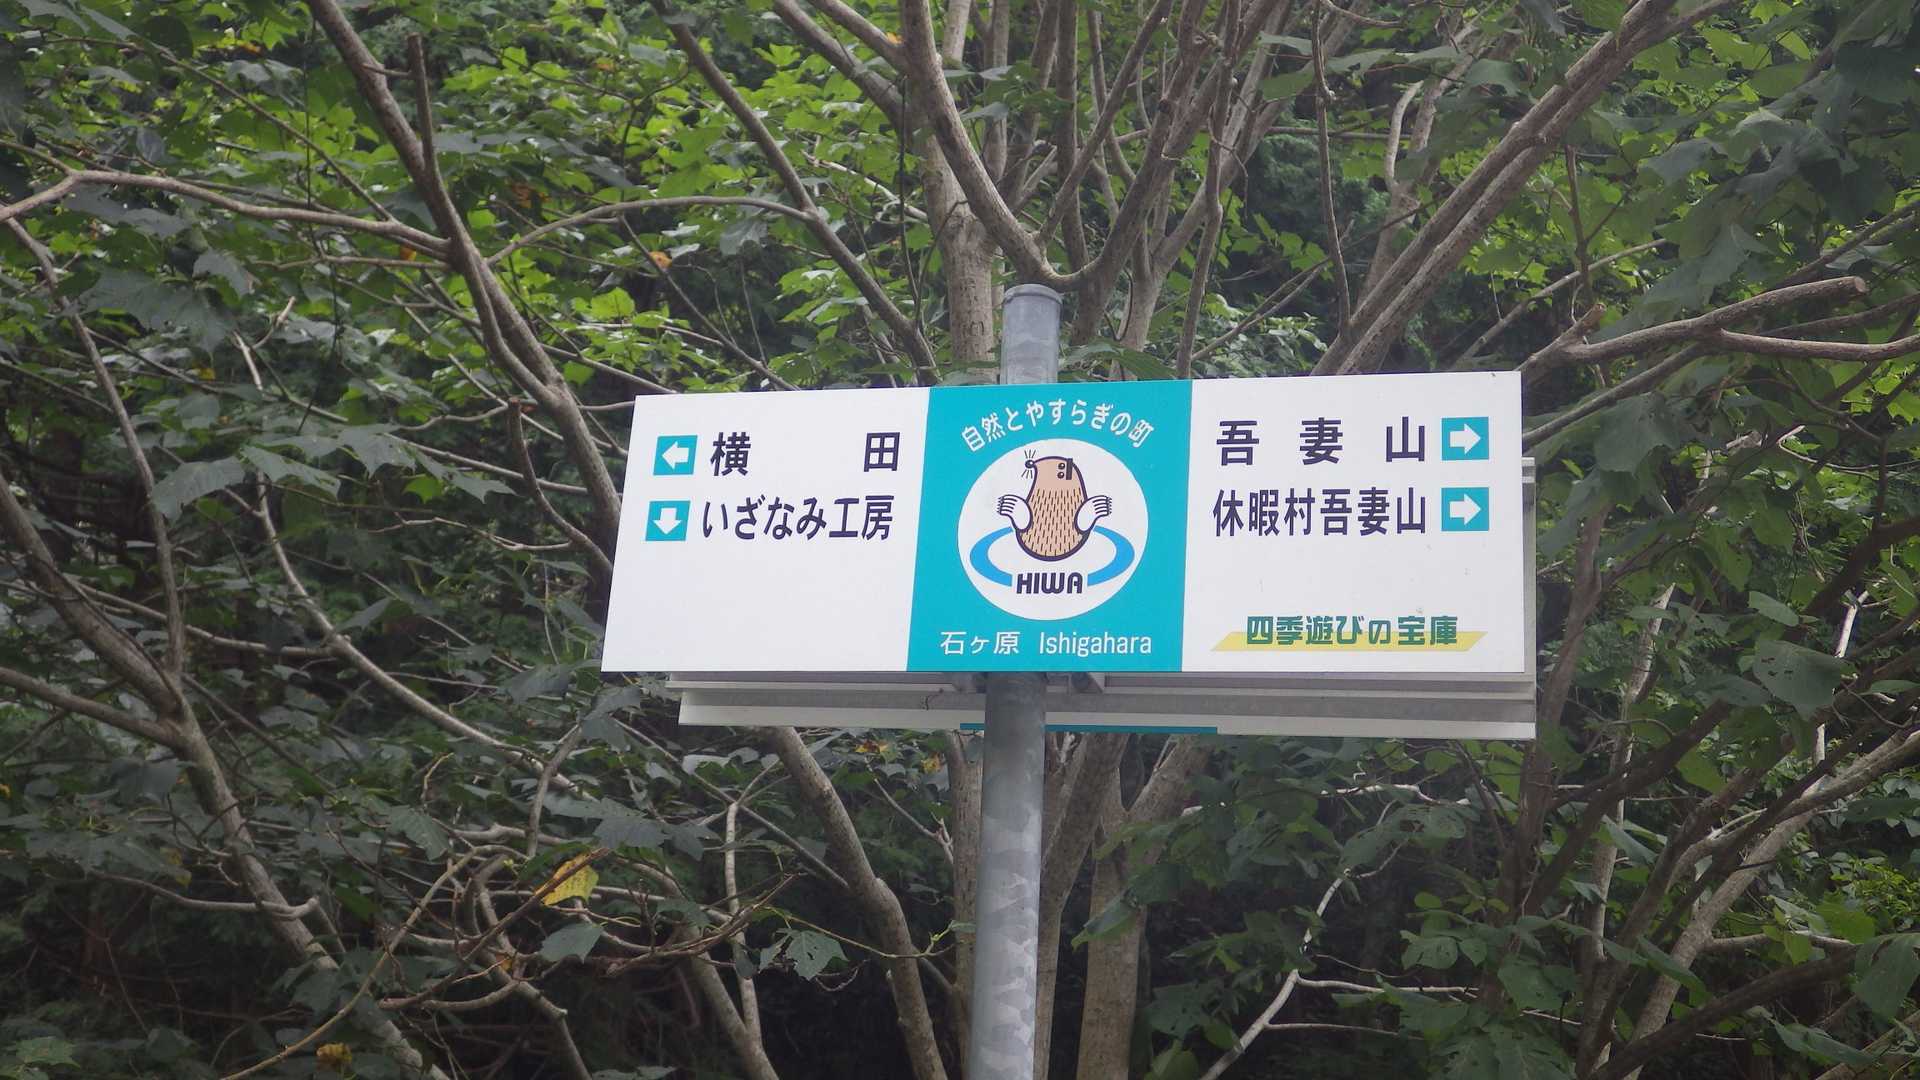 横田
いざなみ工房
自然とやすらぎの町
HIWA
石ヶ原 Ishigahara
吾妻山
休暇村吾妻山
四季遊びの宝庫